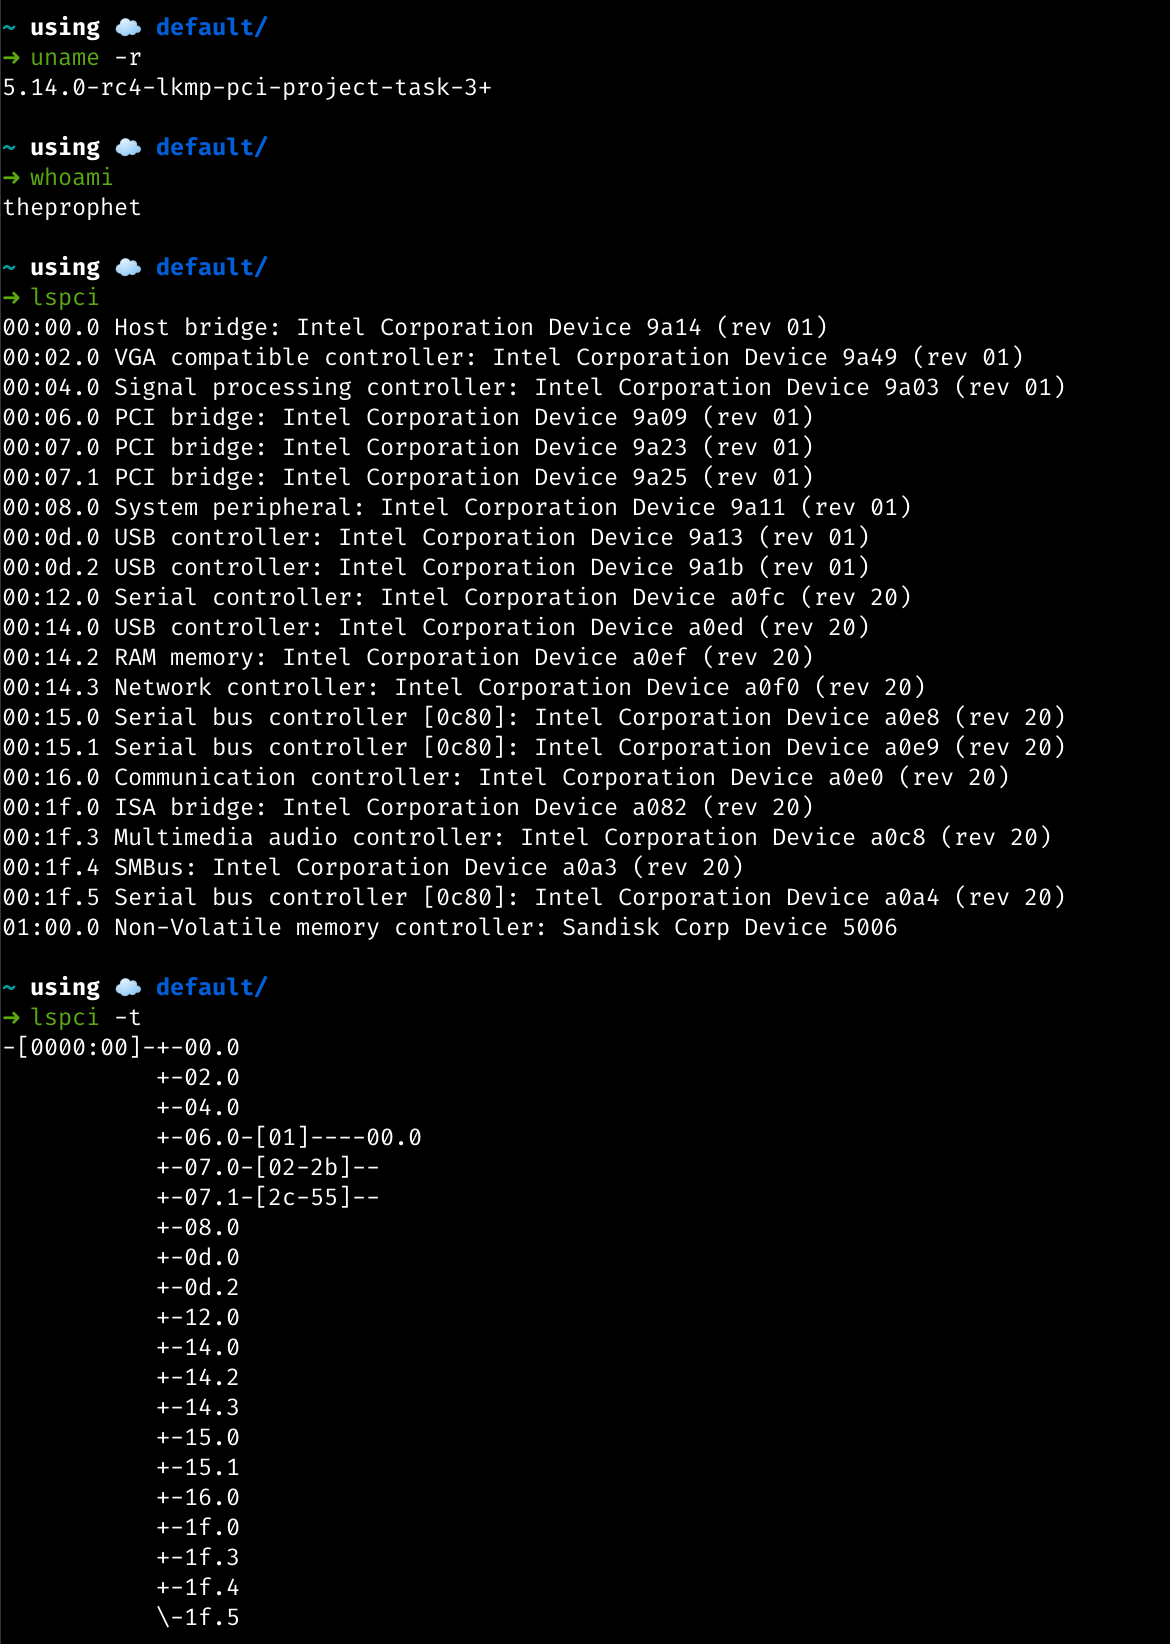 ~ using ☁️ default/
➜ uname -r
5.14.0-rc4-lkmp-pci-project-task-3+

~ using ☁️ default/
➜ whoami
theprophet

~ using ☁️ default/
➜ lspci
00:00.0 Host bridge: Intel Corporation Device 9a14 (rev 01)
00:02.0 VGA compatible controller: Intel Corporation Device 9a49 (rev 01)
00:04.0 Signal processing controller: Intel Corporation Device 9a03 (rev 01)
00:06.0 PCI bridge: Intel Corporation Device 9a09 (rev 01)
00:07.0 PCI bridge: Intel Corporation Device 9a23 (rev 01)
00:07.1 PCI bridge: Intel Corporation Device 9a25 (rev 01)
00:08.0 System peripheral: Intel Corporation Device 9a11 (rev 01)
00:0d.0 USB controller: Intel Corporation Device 9a13 (rev 01)
00:0d.2 USB controller: Intel Corporation Device 9a1b (rev 01)
00:12.0 Serial controller: Intel Corporation Device a0fc (rev 20)
00:14.0 USB controller: Intel Corporation Device a0ed (rev 20)
00:14.2 RAM memory: Intel Corporation Device a0ef (rev 20)
00:14.3 Network controller: Intel Corporation Device a0f0 (rev 20)
00:15.0 Serial bus controller [0c80]: Intel Corporation Device a0e8 (rev 20)
00:15.1 Serial bus controller [0c80]: Intel Corporation Device a0e9 (rev 20)
00:16.0 Communication controller: Intel Corporation Device a0e0 (rev 20)
00:1f.0 ISA bridge: Intel Corporation Device a082 (rev 20)
00:1f.3 Multimedia audio controller: Intel Corporation Device a0c8 (rev 20)
00:1f.4 SMBus: Intel Corporation Device a0a3 (rev 20)
00:1f.5 Serial bus controller [0c80]: Intel Corporation Device a0a4 (rev 20)
01:00.0 Non-Volatile memory controller: Sandisk Corp Device 5006

~ using ☁️ default/
➜ lspci -t
-[0000:00]-+-00.0
           +-02.0
           +-04.0
           +-06.0-[01]----00.0
           +-07.0-[02-2b]--
           +-07.1-[2c-55]--
           +-08.0
           +-0d.0
           +-0d.2
           +-12.0
           +-14.0
           +-14.2
           +-14.3
           +-15.0
           +-15.1
           +-16.0
           +-1f.0
           +-1f.3
           +-1f.4
           \-1f.5